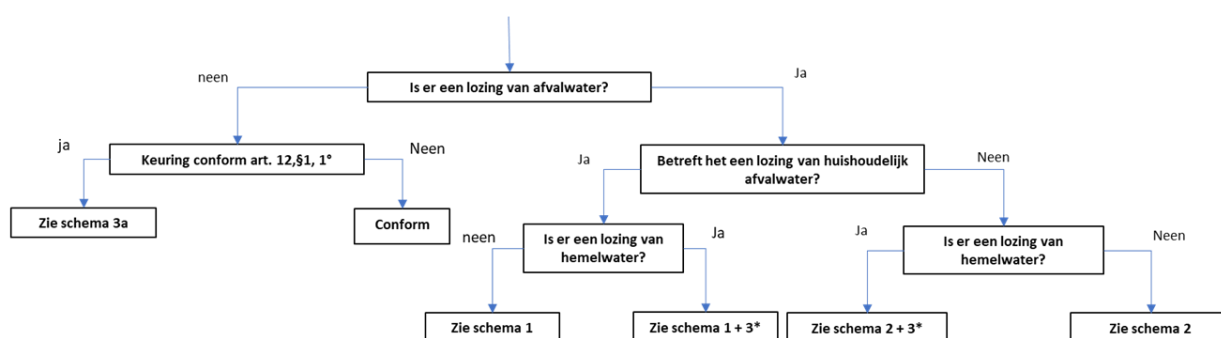 neen
Ja
Is er een lozing van afvalwater?
ja
Keuring conform art. 12,§1, 1°
Neen
Ja
Betreft het een lozing van huishoudelijk
afvalwater?
Neen
Zie schema 3a
Conform
neen
Is er een lozing van
hemelwater?
Ja
Ja
Is er een lozing van
hemelwater?
Neen
Zie schema 1
Zie schema 1 + 3*
Zie schema 2 + 3*
Zie schema 2